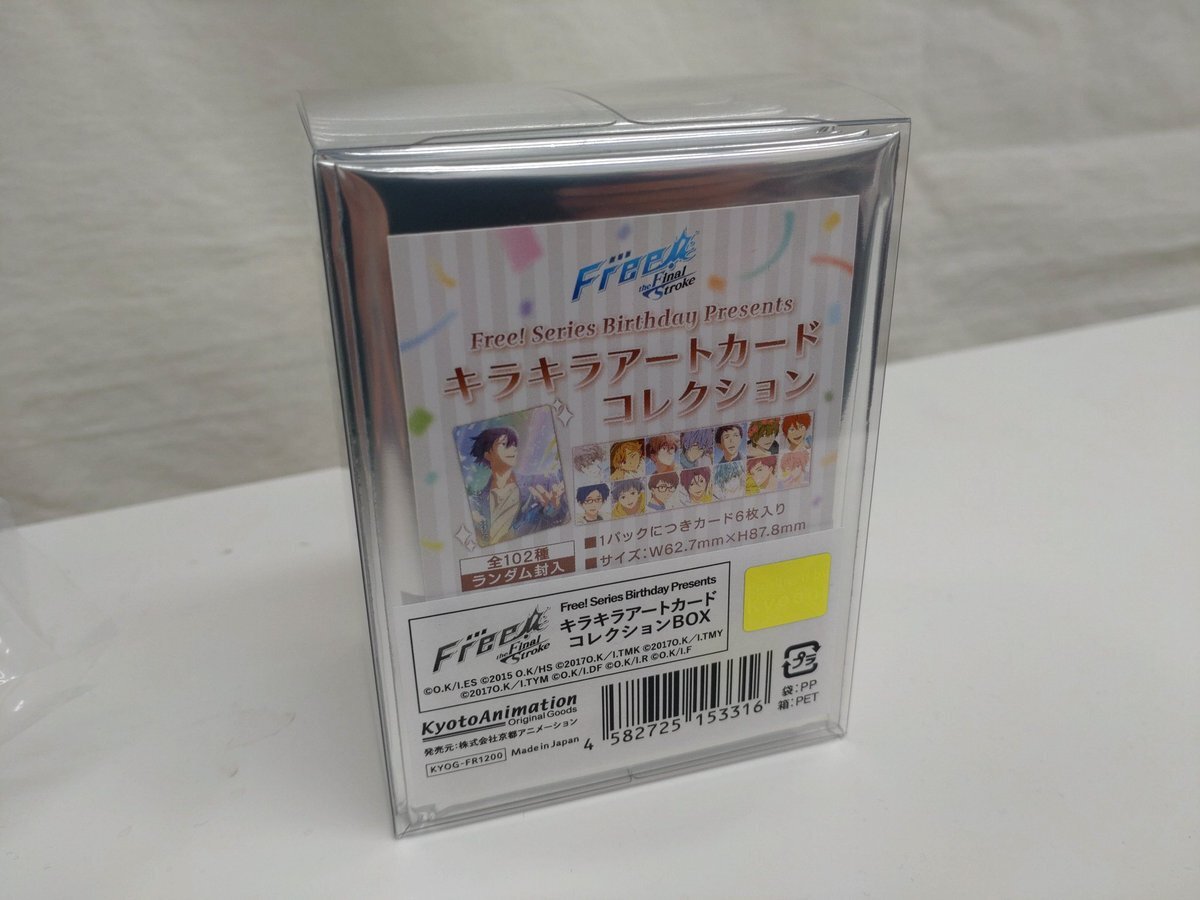 Free!
the Final Stroke
Free! Series Birthday Presents
キラキラアートカード
コレクション
全102種
ランダム封入
■1パックにつきカード6枚入り
■サイズ:W62.7mm×H87.8mm
Free!
the Final Stroke
Free! Series Birthday Presents
キラキラアートカード
コレクションBOX
©O.K/I.ES ©2015 O.K/HS ©2017O.K/I.TMK ©2017O.K/I.TMY
©2017O.K/I.TYM ©O.K/I.DF ©O.K/I.R ©O.K/I.F
KyotoAnimation
Original Goods
発売元:株式会社京都アニメーション
KYOG-FR1200 Made in Japan
4 582725 153316
プラ
袋:PP
箱:PET